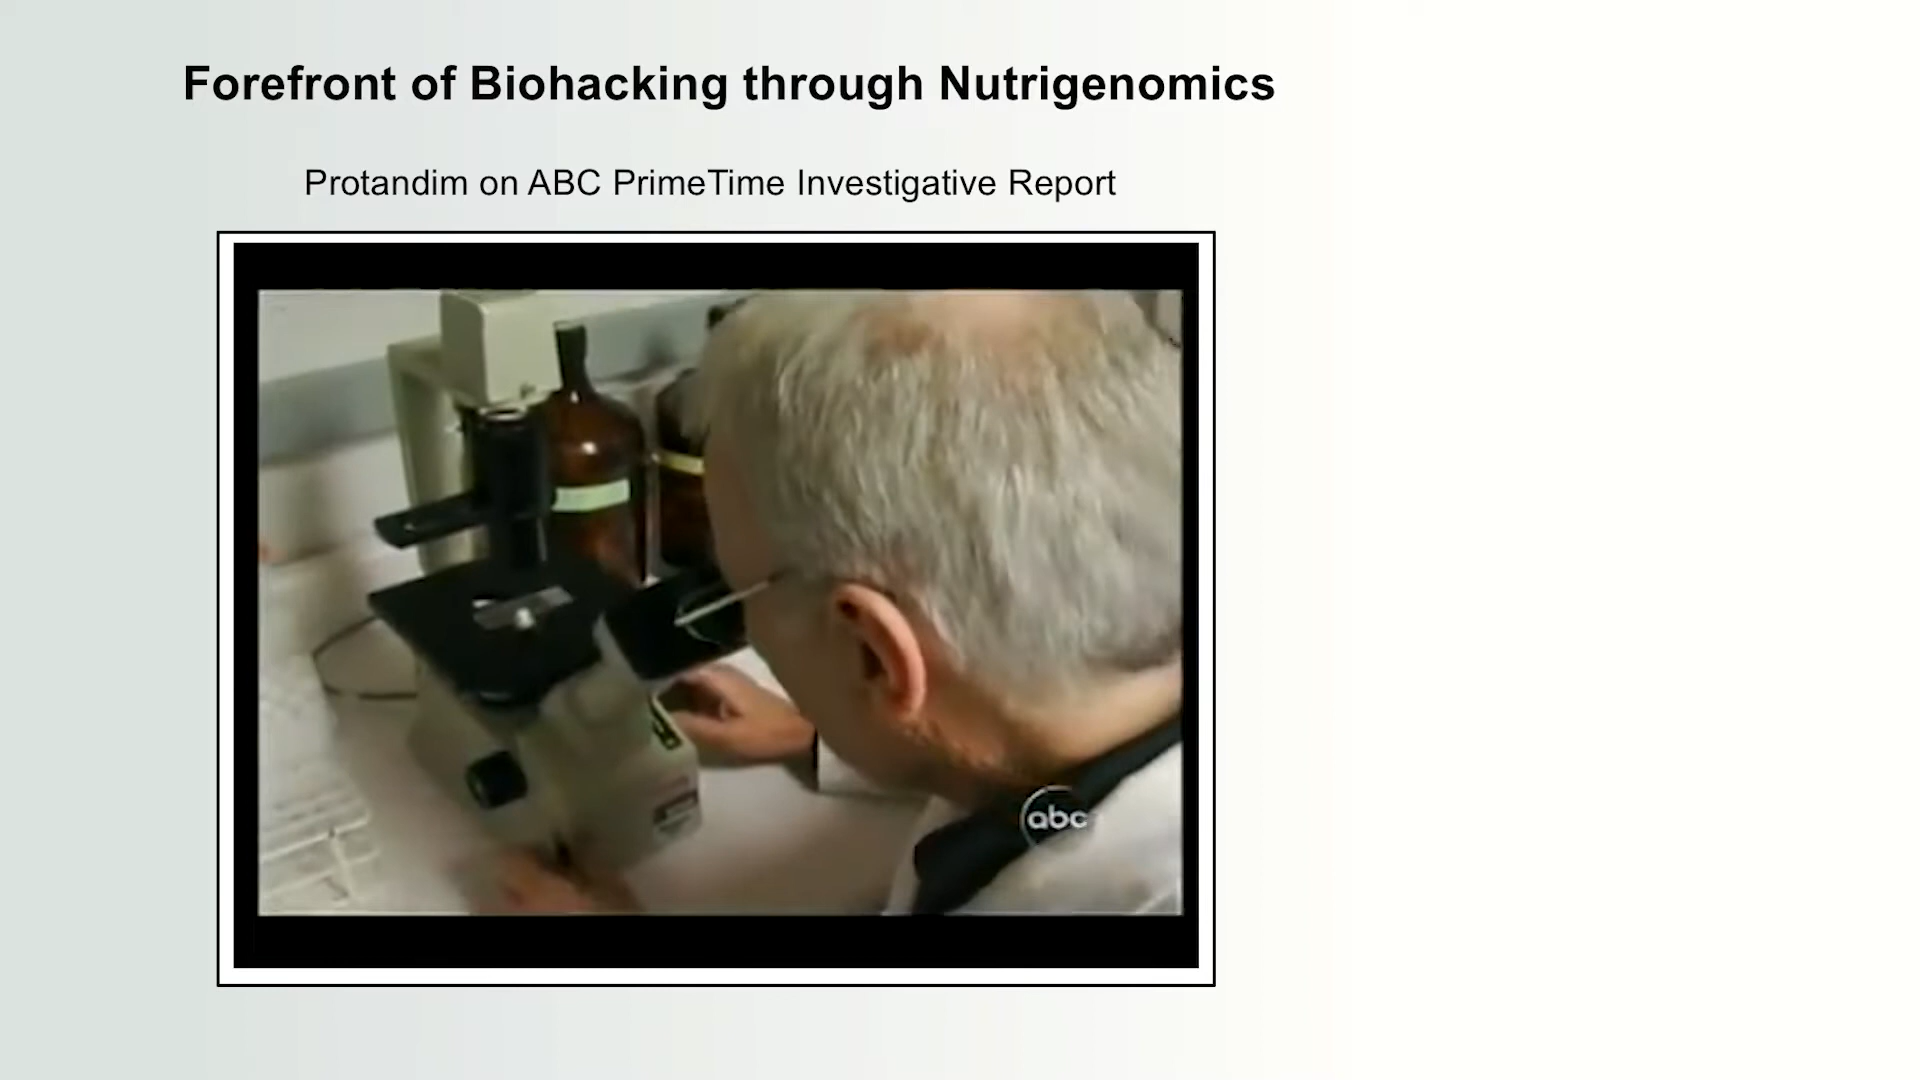 Forefront of Biohacking through Nutrigenomics
Protandim on ABC PrimeTime Investigative Report
abc